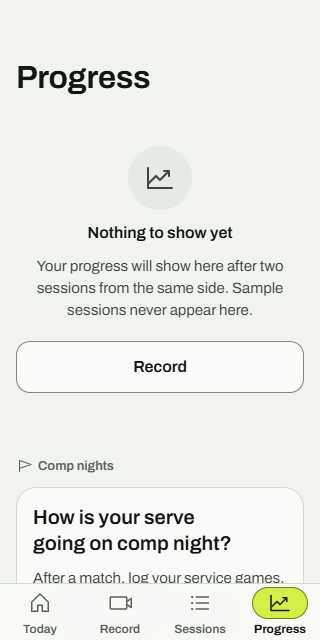 Progress
Nothing to show yet
Your progress will show here after two
sessions from the same side. Sample
sessions never appear here.
Record
Comp nights
How is your serve
going on comp night?
After a match, log your service games.
Today
Record
Sessions
Progress